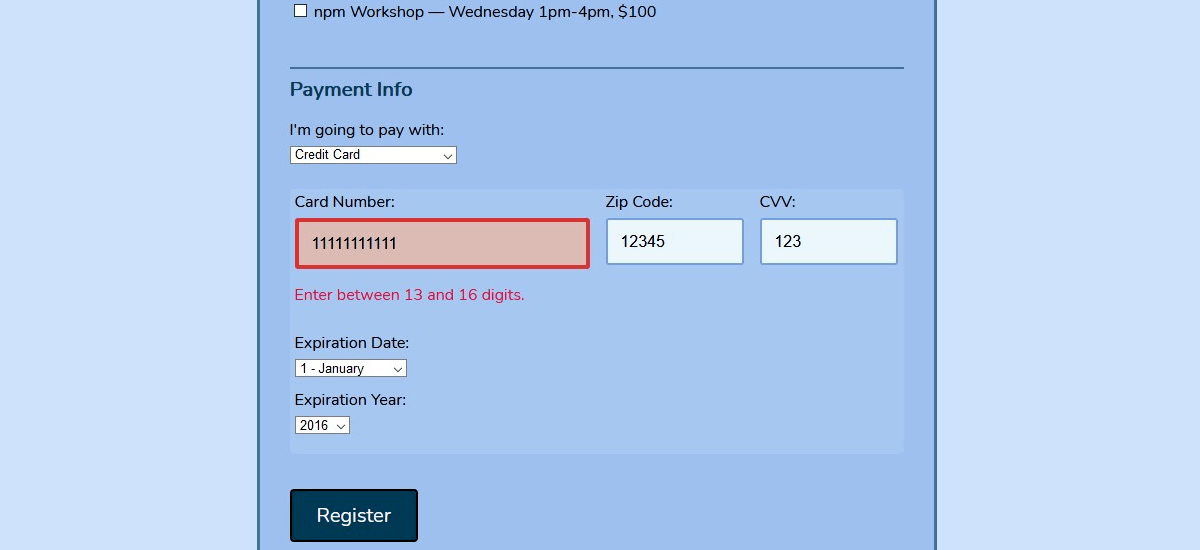 npm Workshop — Wednesday 1pm-4pm, $100
Payment Info
I'm going to pay with:
Credit Card
Card Number: Zip Code: CVV:
11111111111 12345 123
Enter between 13 and 16 digits.
Expiration Date:
1 - January
Expiration Year:
2016
Register